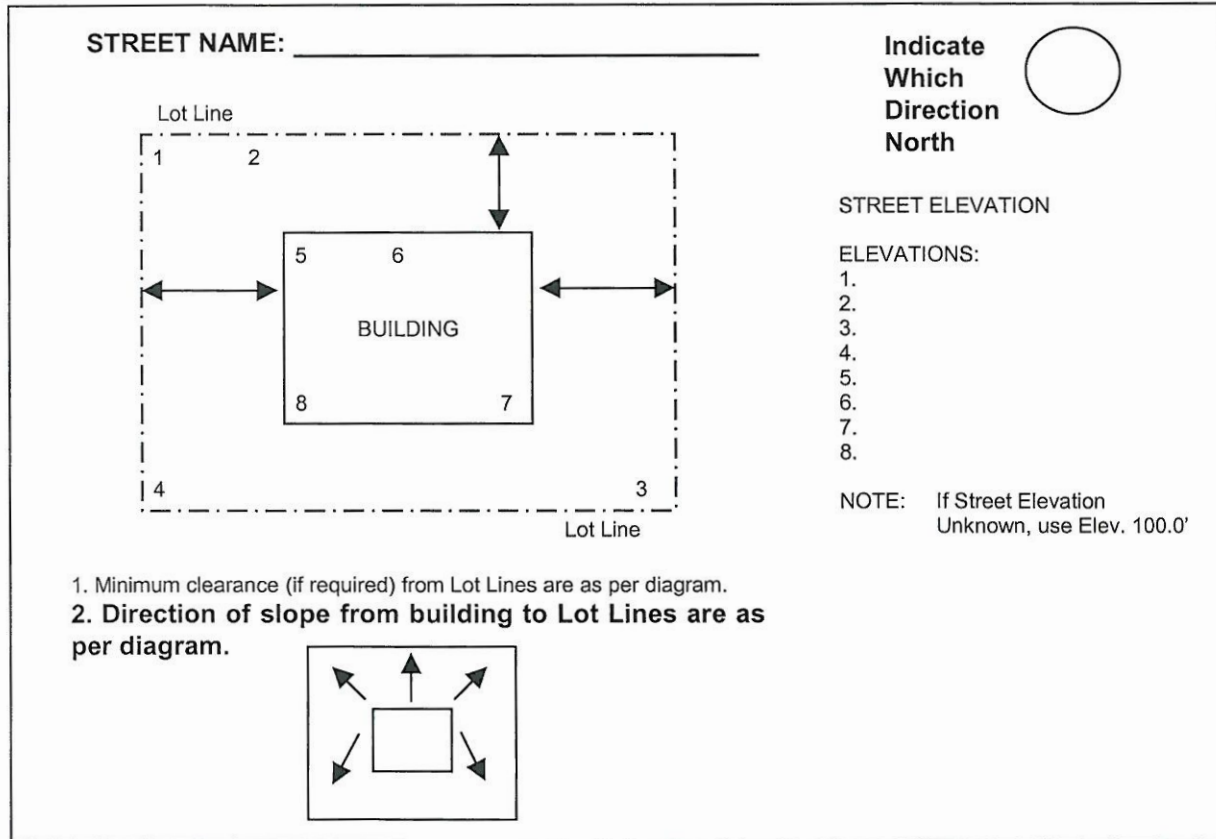 STREET NAME:
Indicate
Which
Direction
North
Lot Line
1 2
5 6
BUILDING
8 7
4 3
Lot Line
STREET ELEVATION
ELEVATIONS:
1.
2.
3.
4.
5.
6.
7.
8.
NOTE: If Street Elevation
Unknown, use Elev. 100.0'
1. Minimum clearance (if required) from Lot Lines are as per diagram.
2. Direction of slope from building to Lot Lines are as
per diagram.